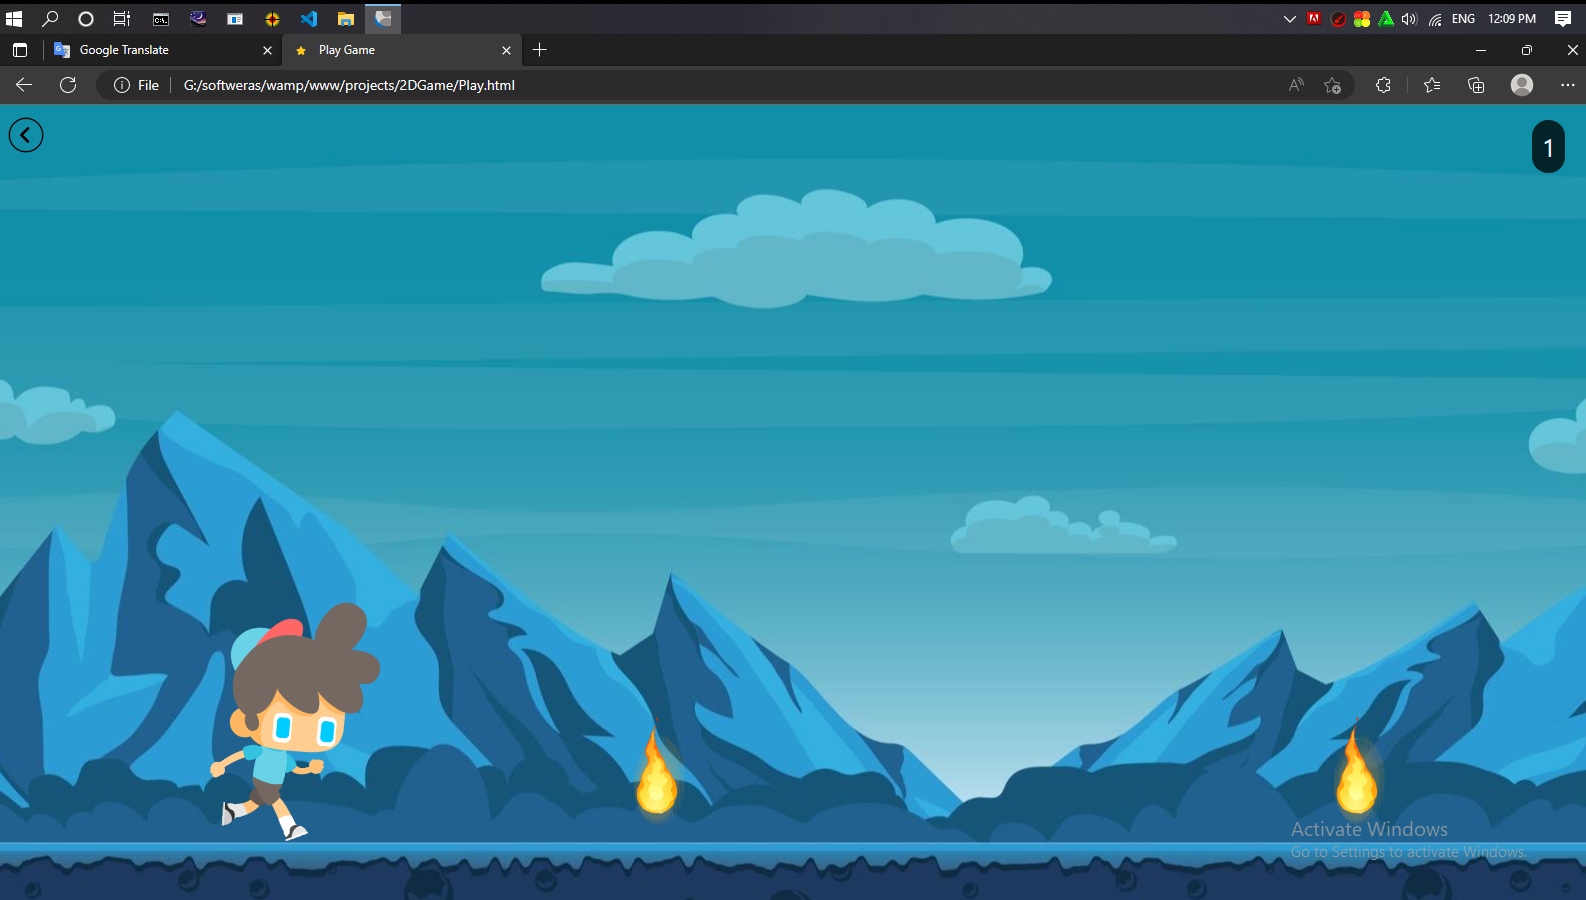 ENG
12:09 PM
Google Translate
Play Game
File
G:/softweras/wamp/www/projects/2DGame/Play.html
1
Activate Windows
Go to Settings to activate Windows.